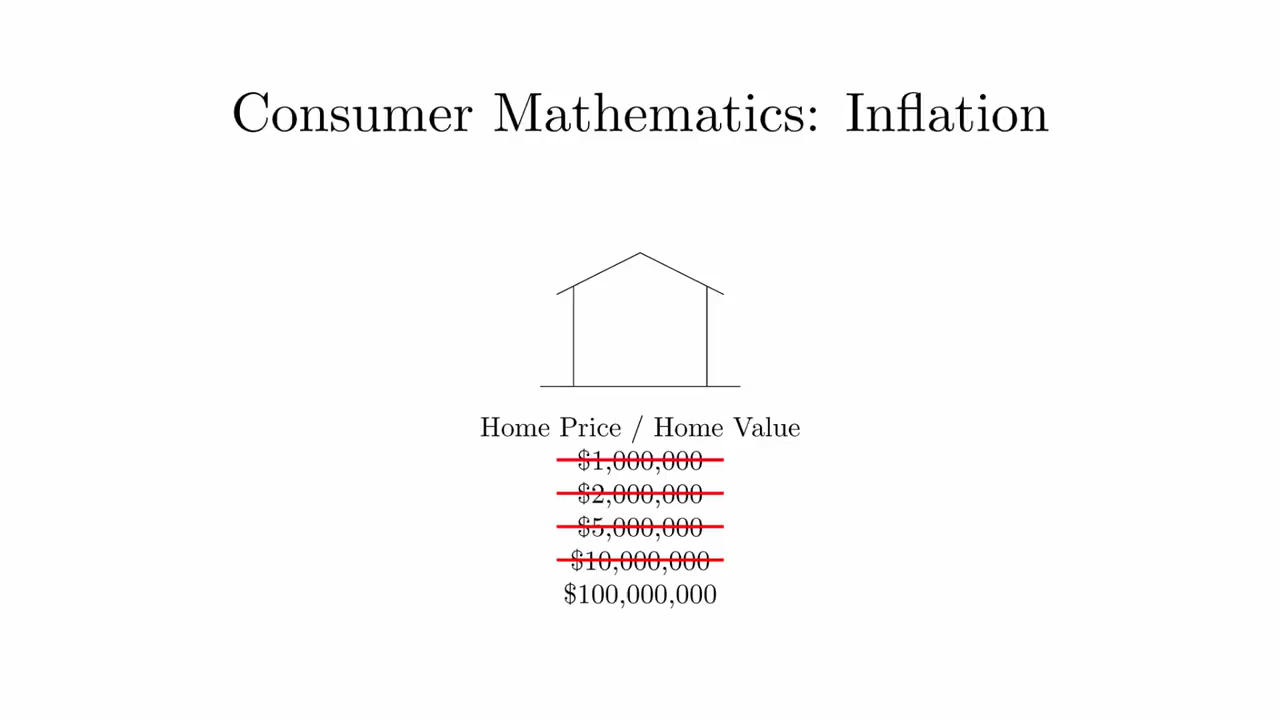 Consumer Mathematics: Inflation
Home Price / Home Value
$1,000,000
$2,000,000
$5,000,000
$10,000,000
$100,000,000